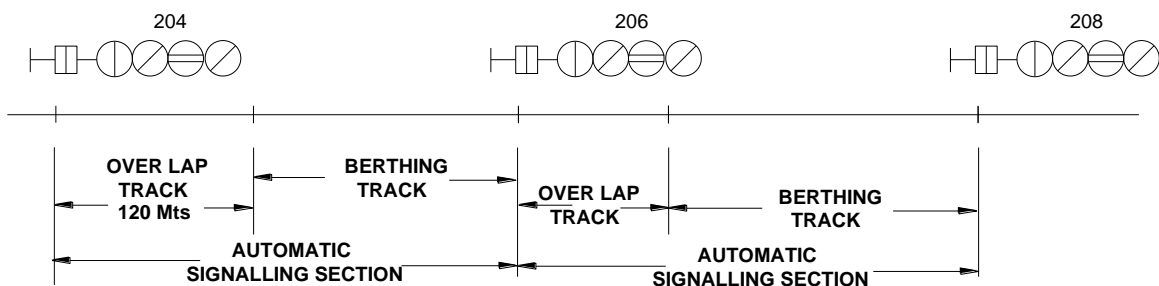 204
206
208
OVER LAP
TRACK
120 Mts
BERTHING
TRACK
OVER LAP
TRACK
BERTHING
TRACK
AUTOMATIC
SIGNALLING SECTION
AUTOMATIC
SIGNALLING SECTION